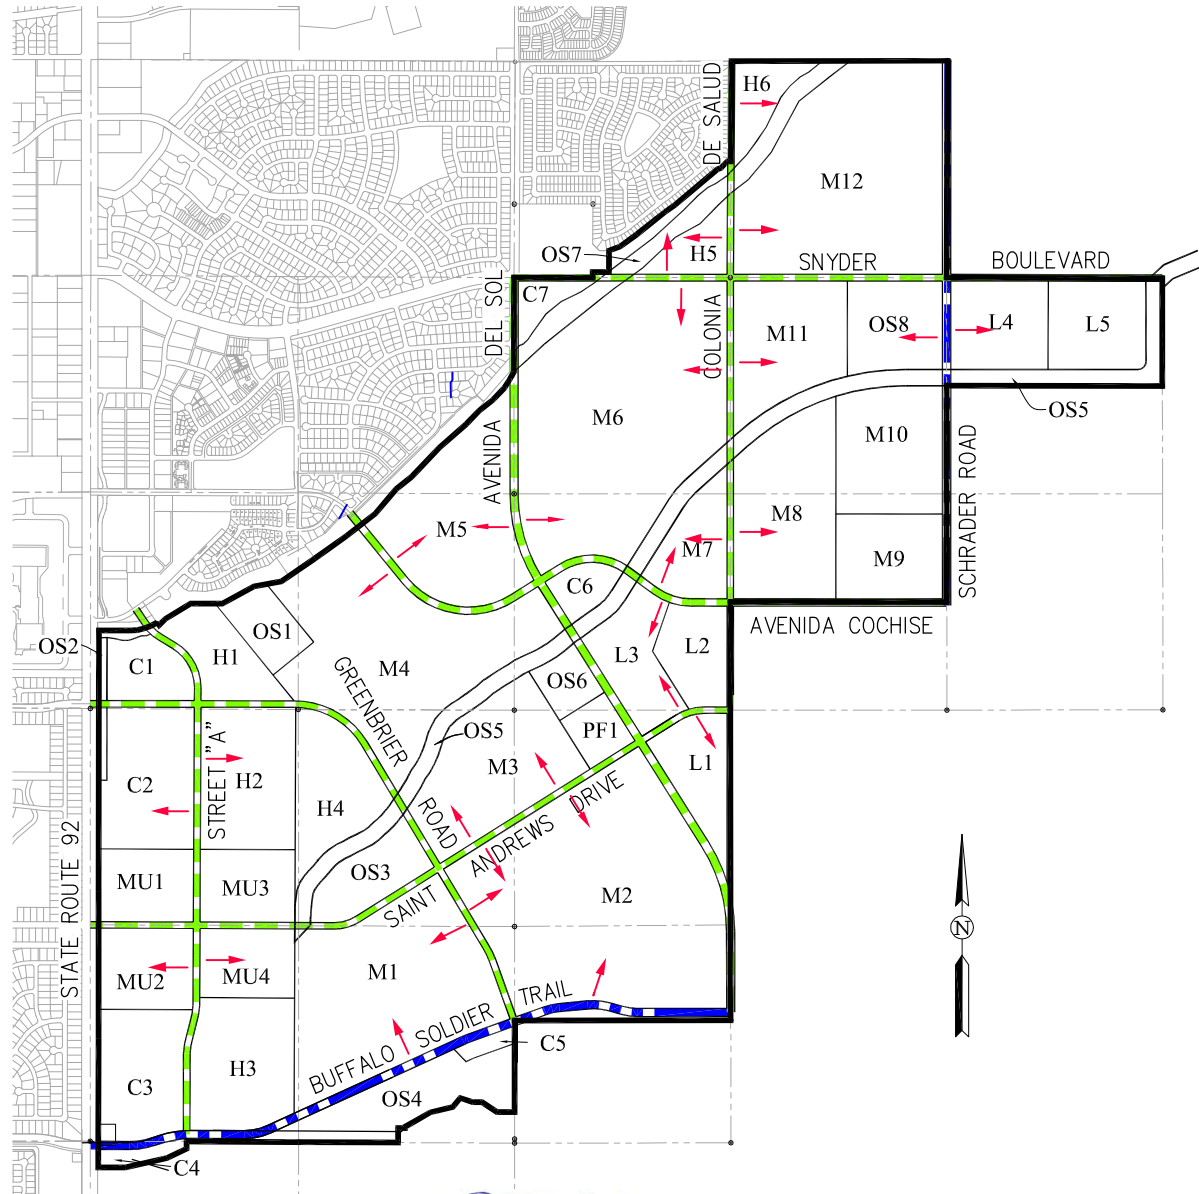 H6
DE SALUD
M12
OS7
H5
SNYDER
BOULEVARD
C7
DEL SOL
COLONIA
M11
OS8
L4
L5
OS5
M6
AVENIDA
M10
SCHRADER ROAD
M5
M7
M8
M9
C6
AVENIDA COCHISE
OS1
OS2
C1
H1
M4
L3
L2
GREENBRIER
OS6
OS5
PF1
STREET "A"
C2
H2
M3
L1
H4
ROAD
DRIVE
STATE ROUTE 92
ANDREWS
MU1
MU3
OS3
SAINT
M2
N
MU2
MU4
M1
TRAIL
SOLDIER
C5
BUFFALO
C3
H3
OS4
C4